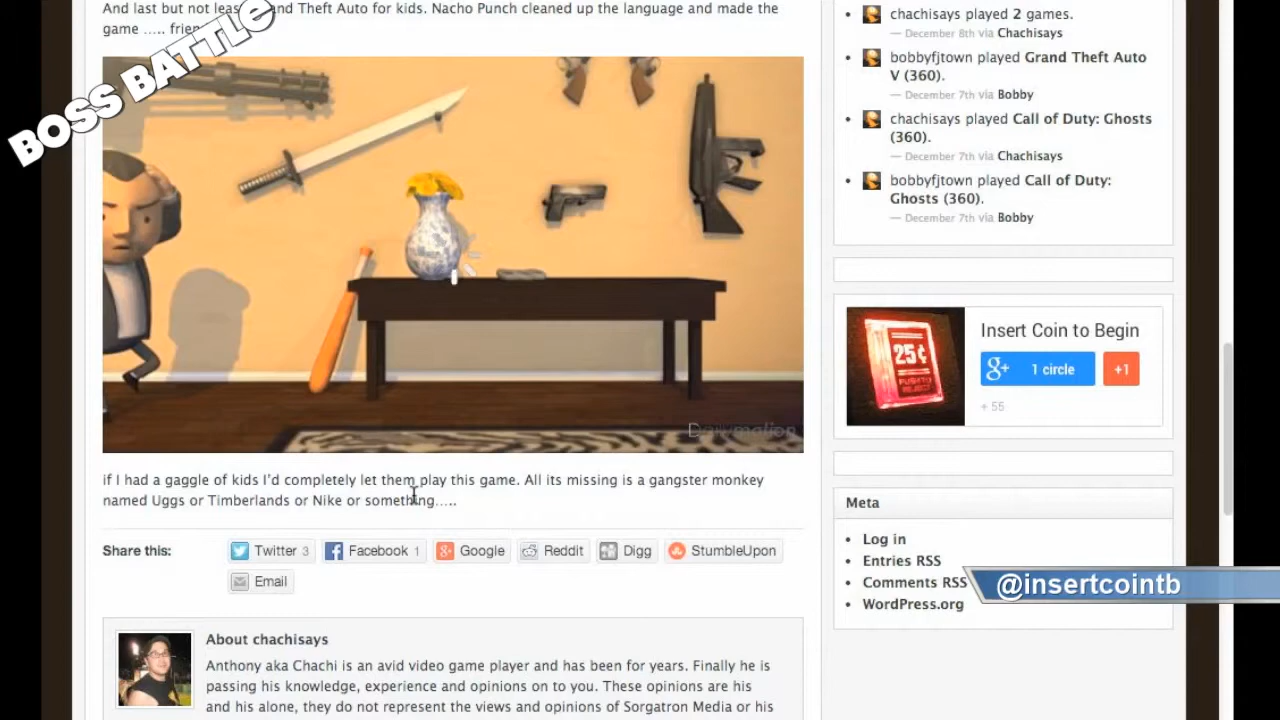 And last but not leas nd Theft Auto for kids. Nacho Punch cleaned up the language and made the
game ….. frien
BOSS BATTLE
Dailymotion
if I had a gaggle of kids I'd completely let them play this game. All its missing is a gangster monkey
named Uggs or Timberlands or Nike or something…..
Share this:
Twitter 3
Facebook 1
Google
Reddit
Digg
StumbleUpon
Email
About chachisays
Anthony aka Chachi is an avid video game player and has been for years. Finally he is
passing his knowledge, experience and opinions on to you. These opinions are his
and his alone, they do not represent the views and opinions of Sorgatron Media or his
chachisays played 2 games.
— December 8th via Chachisays
bobbyfjtown played Grand Theft Auto
V (360).
— December 7th via Bobby
chachisays played Call of Duty: Ghosts
(360).
— December 7th via Chachisays
bobbyfjtown played Call of Duty:
Ghosts (360).
— December 7th via Bobby
25¢
PUSH TO
REJECT
Insert Coin to Begin
g+ 1 circle
+1
+ 55
Meta
Log in
Entries RSS
Comments RSS
WordPress.org
@insertcointb